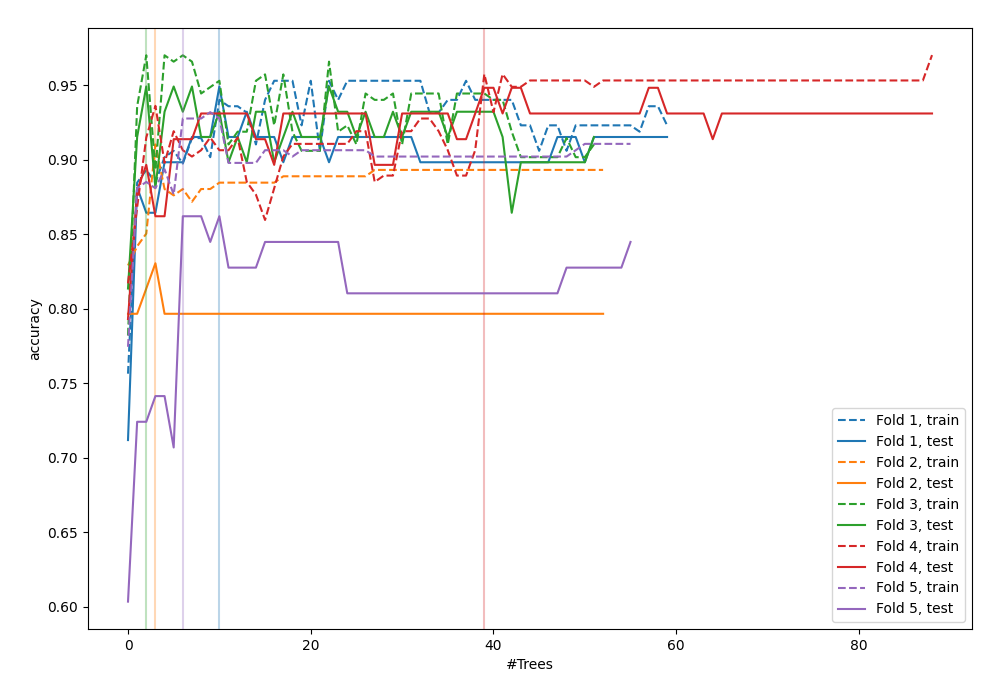 0.95
0.90
0.85
0.80
0.75
0.70
0.65
0.60
accuracy
0 20 40 60 80
#Trees
Fold 1, train
Fold 1, test
Fold 2, train
Fold 2, test
Fold 3, train
Fold 3, test
Fold 4, train
Fold 4, test
Fold 5, train
Fold 5, test